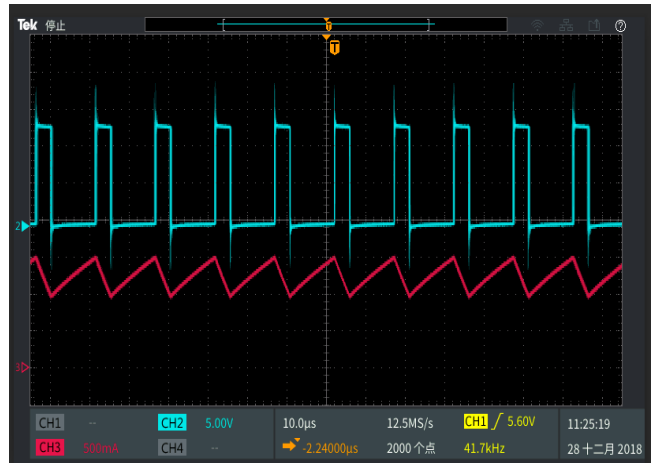 Tek 停止
T
T
2
3
CH1 -- CH2 5.00V 10.0µs 12.5MS/s CH1 5.60V 11:25:19
CH3 500mA CH4 -- -2.24000µs 2000 个点 41.7kHz 28 十二月 2018